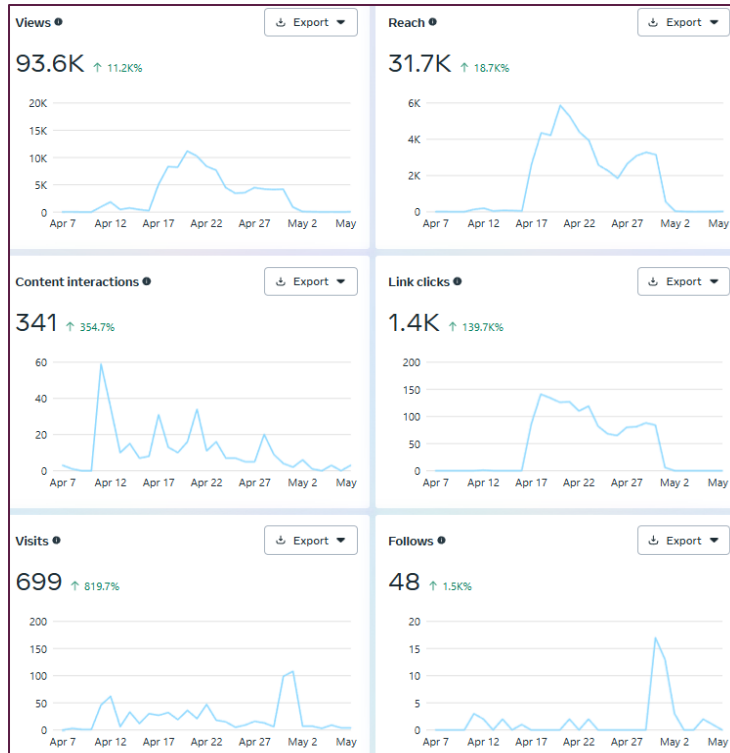 Views
Export
Reach
Export
93.6K ↑ 11.2K%
31.7K ↑ 18.7K%
20K
15K
10K
5K
0
Apr 7 Apr 12 Apr 17 Apr 22 Apr 27 May 2 May
6K
4K
2K
0
Apr 7 Apr 12 Apr 17 Apr 22 Apr 27 May 2 May
Content interactions
Export
Link clicks
Export
341 ↑ 354.7%
1.4K ↑ 139.7K%
60
40
20
0
Apr 7 Apr 12 Apr 17 Apr 22 Apr 27 May 2 May
200
150
100
50
0
Apr 7 Apr 12 Apr 17 Apr 22 Apr 27 May 2 May
Visits
Export
Follows
Export
699 ↑ 819.7%
48 ↑ 1.5K%
200
150
100
50
0
Apr 7 Apr 12 Apr 17 Apr 22 Apr 27 May 2 May
20
15
10
5
0
Apr 7 Apr 12 Apr 17 Apr 22 Apr 27 May 2 May